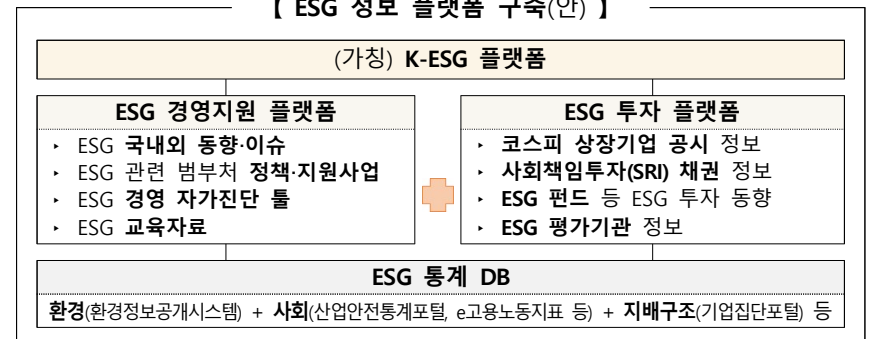 【 ESG 정보 플랫폼 구축(안) 】
(가칭) K-ESG 플랫폼
ESG 경영지원 플랫폼
‣ ESG 국내외 동향·이슈
‣ ESG 관련 범부처 정책·지원사업
‣ ESG 경영 자가진단 툴
‣ ESG 교육자료
ESG 투자 플랫폼
‣ 코스피 상장기업 공시 정보
‣ 사회책임투자(SRI) 채권 정보
‣ ESG 펀드 등 ESG 투자 동향
‣ ESG 평가기관 정보
ESG 통계 DB
환경(환경정보공개시스템) + 사회(산업안전통계포털, e고용노동지표 등) + 지배구조(기업집단포털) 등